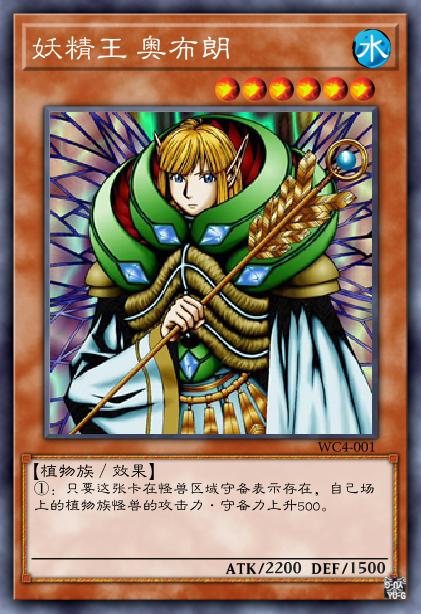 妖精王 奥布朗
水
WC4-001
【植物族／效果】
①：只要这张卡在怪兽区域守备表示存在，自己场
上的植物族怪兽的攻击力·守备力上升500。
ATK/2200 DEF/1500